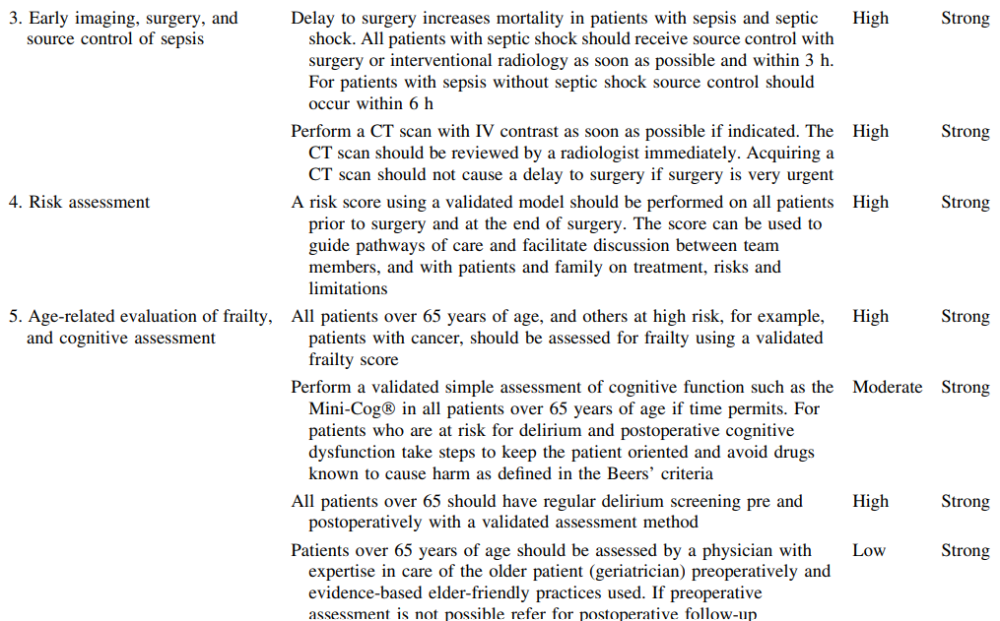 3. Early imaging, surgery, and source control of sepsis
Delay to surgery increases mortality in patients with sepsis and septic shock. All patients with septic shock should receive source control with surgery or interventional radiology as soon as possible and within 3 h. For patients with sepsis without septic shock source control should occur within 6 h
High
Strong
Perform a CT scan with IV contrast as soon as possible if indicated. The CT scan should be reviewed by a radiologist immediately. Acquiring a CT scan should not cause a delay to surgery if surgery is very urgent
High
Strong
4. Risk assessment
A risk score using a validated model should be performed on all patients prior to surgery and at the end of surgery. The score can be used to guide pathways of care and facilitate discussion between team members, and with patients and family on treatment, risks and limitations
High
Strong
5. Age-related evaluation of frailty, and cognitive assessment
All patients over 65 years of age, and others at high risk, for example, patients with cancer, should be assessed for frailty using a validated frailty score
High
Strong
Perform a validated simple assessment of cognitive function such as the Mini-Cog® in all patients over 65 years of age if time permits. For patients who are at risk for delirium and postoperative cognitive dysfunction take steps to keep the patient oriented and avoid drugs known to cause harm as defined in the Beers' criteria
Moderate
Strong
All patients over 65 should have regular delirium screening pre and postoperatively with a validated assessment method
High
Strong
Patients over 65 years of age should be assessed by a physician with expertise in care of the older patient (geriatrician) preoperatively and evidence-based elder-friendly practices used. If preoperative assessment is not possible refer for postoperative follow-up
Low
Strong